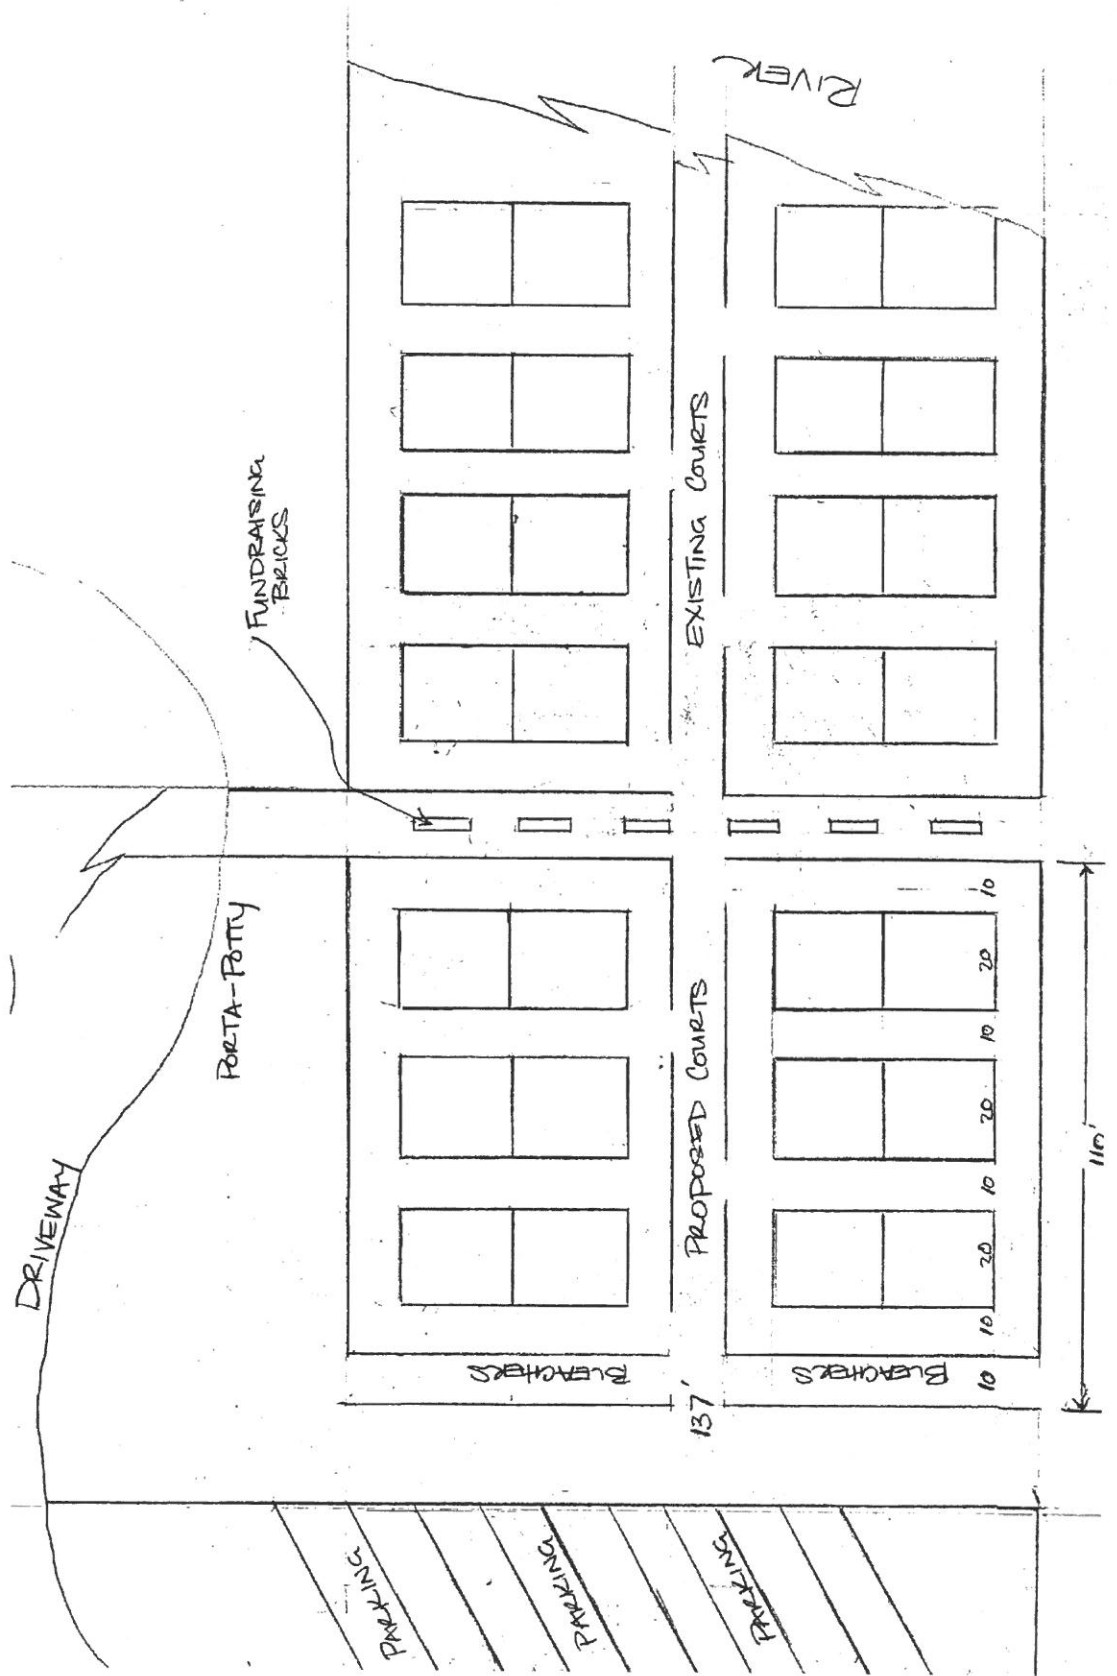 RIVER
FUNDRAISING
BRICKS
EXISTING COURTS
PORTA-POTTY
DRIVEWAY
PROPOSED COURTS
BLEACHERS
BLEACHERS
137'
10
20
10
20
10
20
10
10
110'
PARKING
PARKING
PARKING